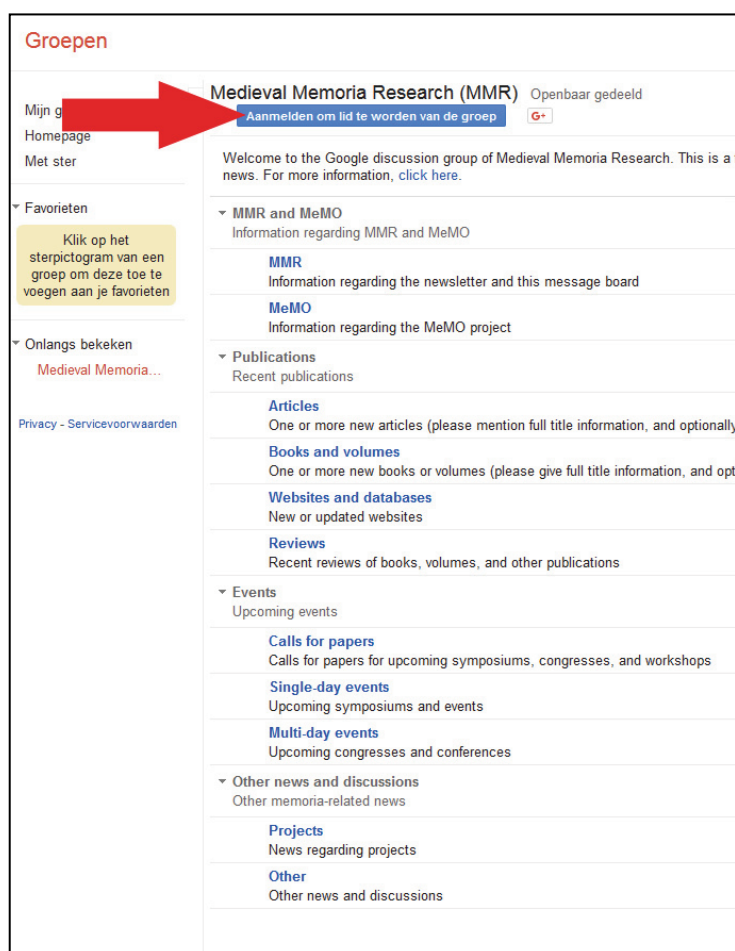 Groepen
Mijn g
Homepage
Met ster
Favorieten
Klik op het
sterpictogram van een
groep om deze toe te
voegen aan je favorieten
Onlangs bekeken
Medieval Memoria...
Privacy - Servicevoorwaarden
Medieval Memoria Research (MMR) Openbaar gedeeld
Aanmelden om lid te worden van de groep G+
Welcome to the Google discussion group of Medieval Memoria Research. This is a
news. For more information, click here.
MMR and MeMO
Information regarding MMR and MeMO
MMR
Information regarding the newsletter and this message board
MeMO
Information regarding the MeMO project
Publications
Recent publications
Articles
One or more new articles (please mention full title information, and optionally
Books and volumes
One or more new books or volumes (please give full title information, and opt
Websites and databases
New or updated websites
Reviews
Recent reviews of books, volumes, and other publications
Events
Upcoming events
Calls for papers
Calls for papers for upcoming symposiums, congresses, and workshops
Single-day events
Upcoming symposiums and events
Multi-day events
Upcoming congresses and conferences
Other news and discussions
Other memoria-related news
Projects
News regarding projects
Other
Other news and discussions